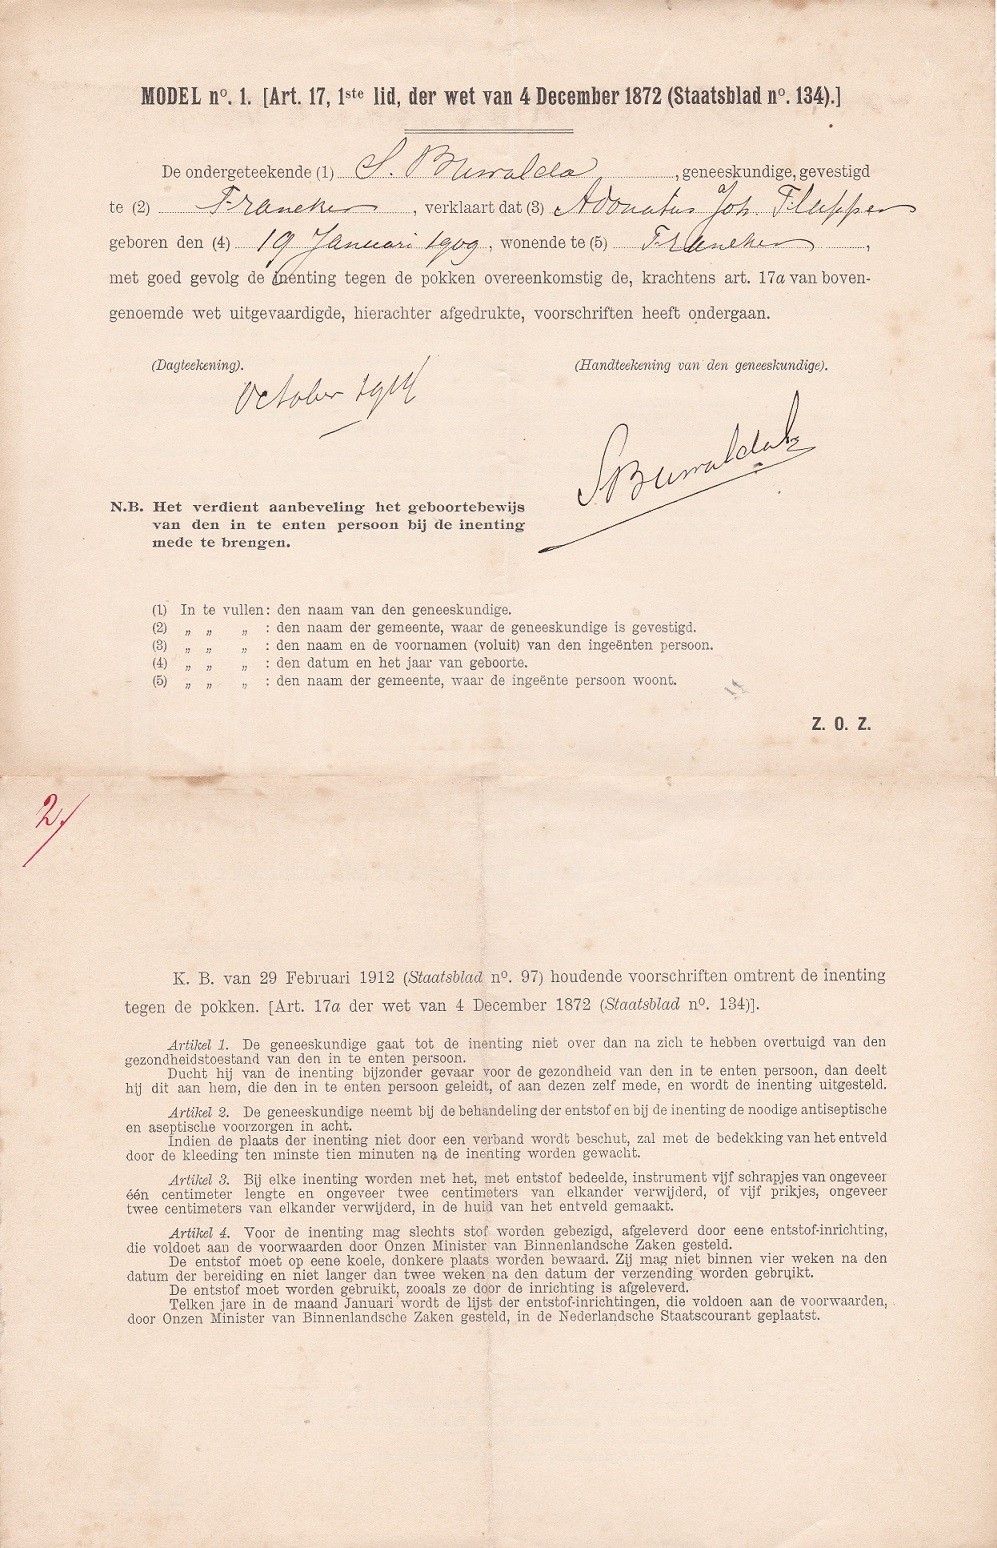 MODEL nº. 1. [Art. 17, 1ste lid, der wet van 4 December 1872 (Staatsblad nº. 134).]
De ondergeteekende (1) S. Buwalda, geneeskundige, gevestigd
te (2) Franeker, verklaart dat (3) Adonatus Joh. Flapper
geboren den (4) 19 Januari 1909, wonende te (5) Franeker,
met goed gevolg de inenting tegen de pokken overeenkomstig de, krachtens art. 17a van boven-
genoemde wet uitgevaardigde, hierachter afgedrukte, voorschriften heeft ondergaan.
(Dagteekening). (Handteekening van den geneeskundige).
October 1914
S Buwalda
N.B. Het verdient aanbeveling het geboortebewijs
van den in te enten persoon bij de inenting
mede te brengen.
(1) In te vullen: den naam van den geneeskundige.
(2) „ „ „ : den naam der gemeente, waar de geneeskundige is gevestigd.
(3) „ „ „ : den naam en de voornamen (voluit) van den ingeënten persoon.
(4) „ „ „ : den datum en het jaar van geboorte.
(5) „ „ „ : den naam der gemeente, waar de ingeënte persoon woont.
Z. O. Z.
2/
K. B. van 29 Februari 1912 (Staatsblad nº. 97) houdende voorschriften omtrent de inenting
tegen de pokken. [Art. 17a der wet van 4 December 1872 (Staatsblad nº. 134)].
Artikel 1. De geneeskundige gaat tot de inenting niet over dan na zich te hebben overtuigd van den
gezondheidstoestand van den in te enten persoon.
Ducht hij van de inenting bijzonder gevaar voor de gezondheid van den in te enten persoon, dan deelt
hij dit aan hem, die den in te enten persoon geleidt, of aan dezen zelf mede, en wordt de inenting uitgesteld.
Artikel 2. De geneeskundige neemt bij de behandeling der entstof en bij de inenting de noodige antiseptische
en aseptische voorzorgen in acht.
Indien de plaats der inenting niet door een verband wordt beschut, zal met de bedekking van het entveld
door de kleeding ten minste tien minuten na de inenting worden gewacht.
Artikel 3. Bij elke inenting worden met het, met entstof bedeelde, instrument vijf schrapjes van ongeveer
één centimeter lengte en ongeveer twee centimeters van elkander verwijderd, of vijf prikjes, ongeveer
twee centimeters van elkander verwijderd, in de huid van het entveld gemaakt.
Artikel 4. Voor de inenting mag slechts stof worden gebezigd, afgeleverd door eene entstof-inrichting,
die voldoet aan de voorwaarden door Onzen Minister van Binnenlandsche Zaken gesteld.
De entstof moet op eene koele, donkere plaats worden bewaard. Zij mag niet binnen vier weken na den
datum der bereiding en niet langer dan twee weken na den datum der verzending worden gebruikt.
De entstof moet worden gebruikt, zooals ze door de inrichting is afgeleverd.
Telken jare in de maand Januari wordt de lijst der entstof-inrichtingen, die voldoen aan de voorwaarden,
door Onzen Minister van Binnenlandsche Zaken gesteld, in de Nederlandsche Staatscourant geplaatst.